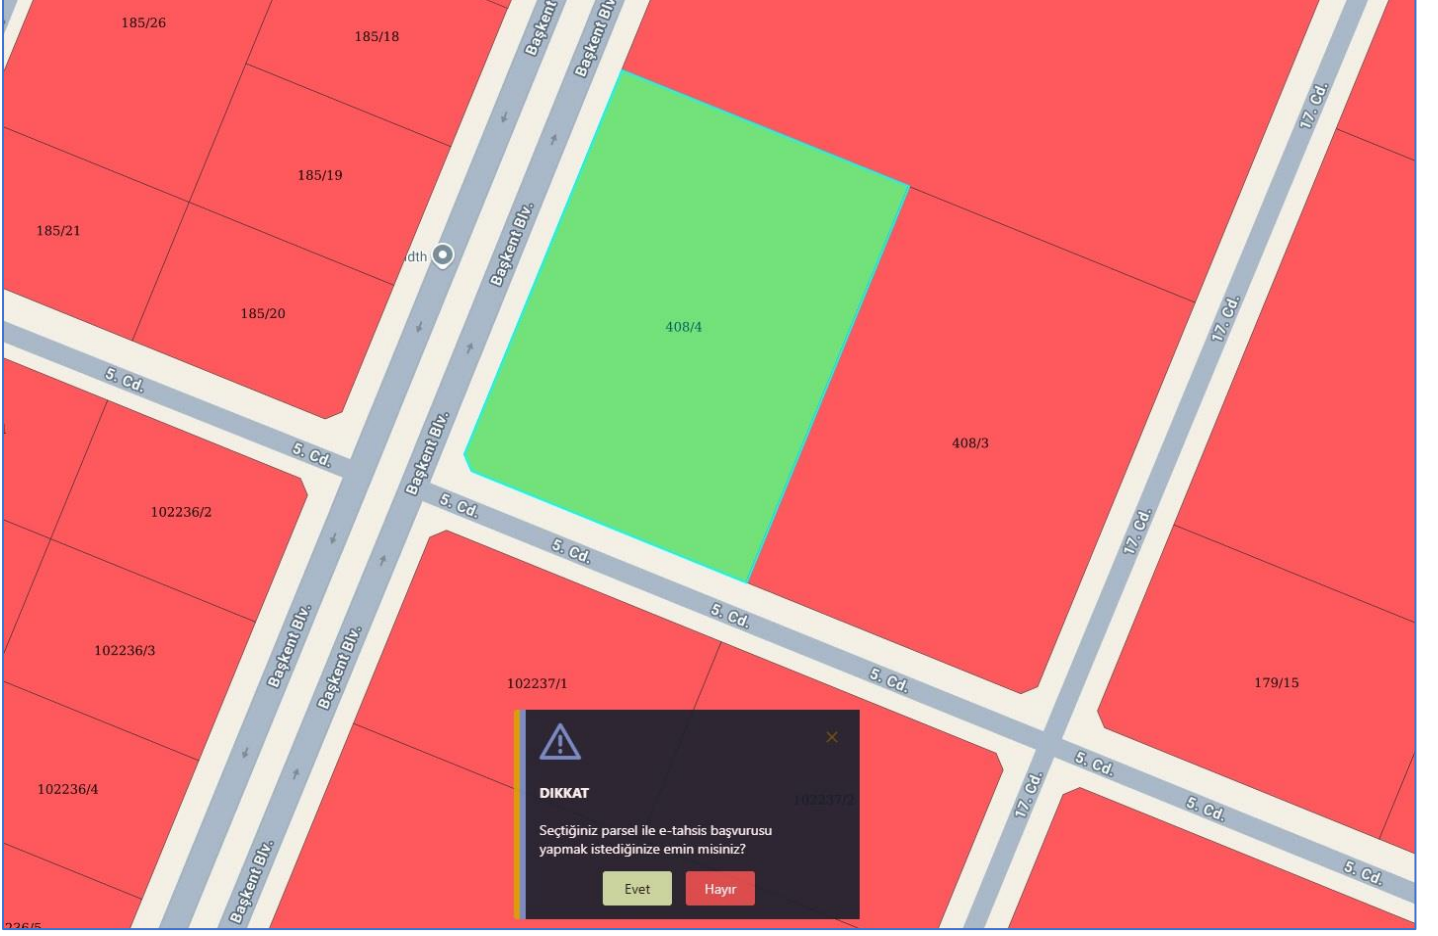 185/26
185/18
Başkent
Başkent Blv.
17. Cd.
185/19
185/21
Başkent Blv.
idth
17. Cd.
185/20
408/4
5. Cd.
Başkent Blv.
408/3
5. Cd.
5. Cd.
102236/2
17. Cd.
5. Cd.
5. Cd.
Başkent Blv.
102236/3
Başkent Blv.
5. Cd.
102237/1
179/15
102236/4
5. Cd.
17. Cd.
5. Cd.
102237/2
Başkent Blv.
5. Cd.
236/5
DIKKAT
Seçtiğiniz parsel ile e-tahsis başvurusu
yapmak istediğinize emin misiniz?
Evet
Hayır